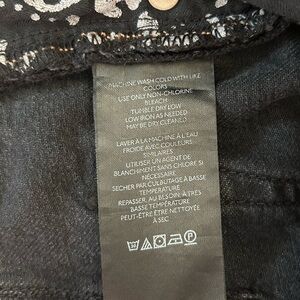 MACHINE WASH COLD WITH LIKE
COLORS
USE ONLY NON-CHLORINE
BLEACH
TUMBLE DRY LOW
LOW IRON AS NEEDED
MAY BE DRY CLEANED
LAVER À LA MACHINE À L'EAU
FROIDE AVEC COULEURS
SIMILAIRES
UTILISER UN AGENT DE
BLANCHIMENT SANS CHLORE SI
NÉCESSAIRE
SÉCHER PAR CULBUTAGE À BASSE
TEMPÉRATURE
REPASSER, AU BESOIN, À TRÈS
BASSE TEMPÉRATURE
PEUT-ÊTRE ÊTRE NETTOYÉE
À SEC